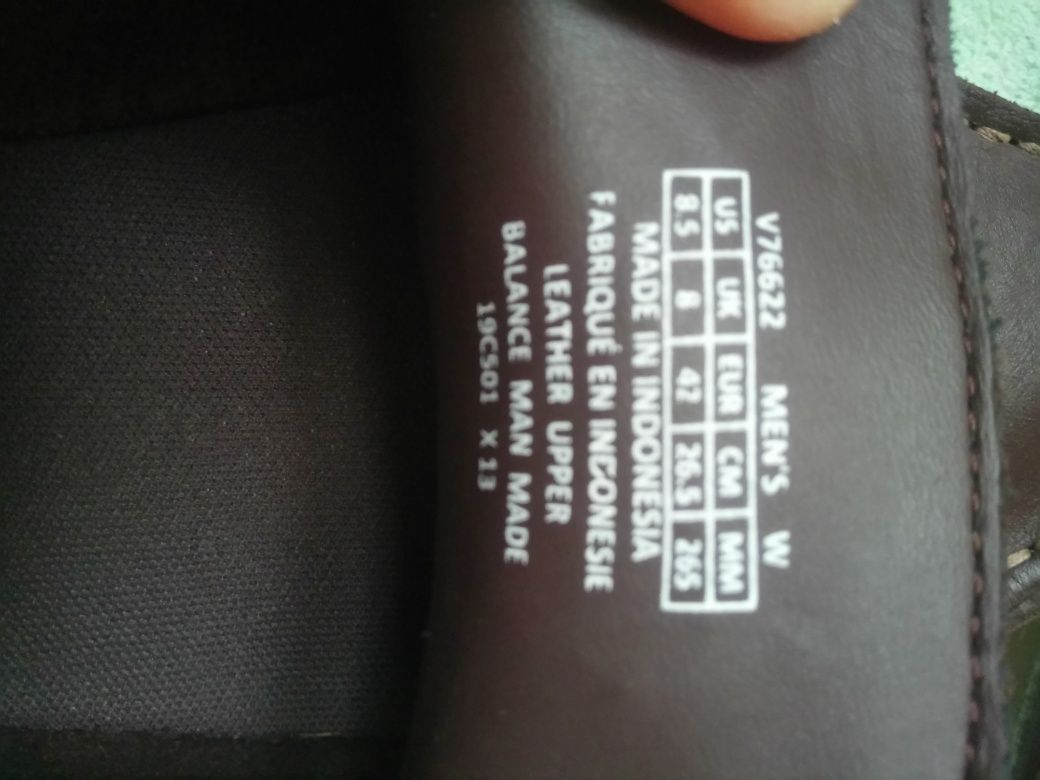 V76622 MEN'S W
US UK EUR CM MM
8.5 8 42 26.5 265
MADE IN INDONESIA
FABRIQUÉ EN INDONESIE
LEATHER UPPER
BALANCE MAN MADE
19CS01 X 13